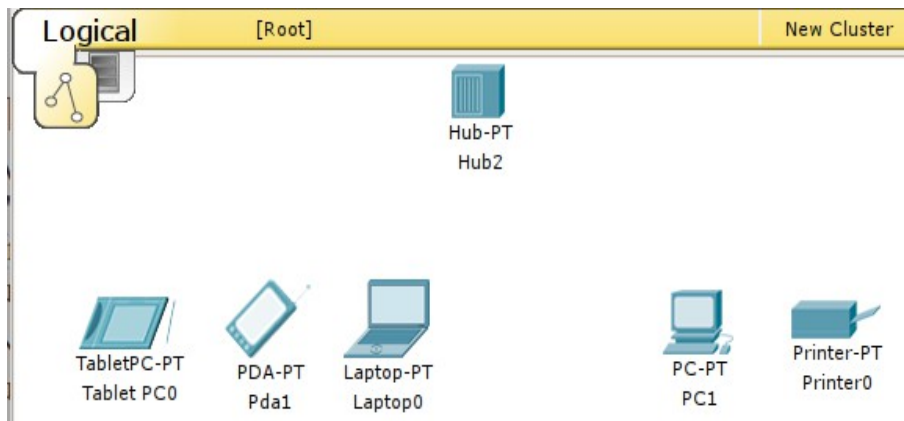 Logical [Root] New Cluster
Hub-PT
Hub2
TabletPC-PT
Tablet PC0
PDA-PT
Pda1
Laptop-PT
Laptop0
PC-PT
PC1
Printer-PT
Printer0